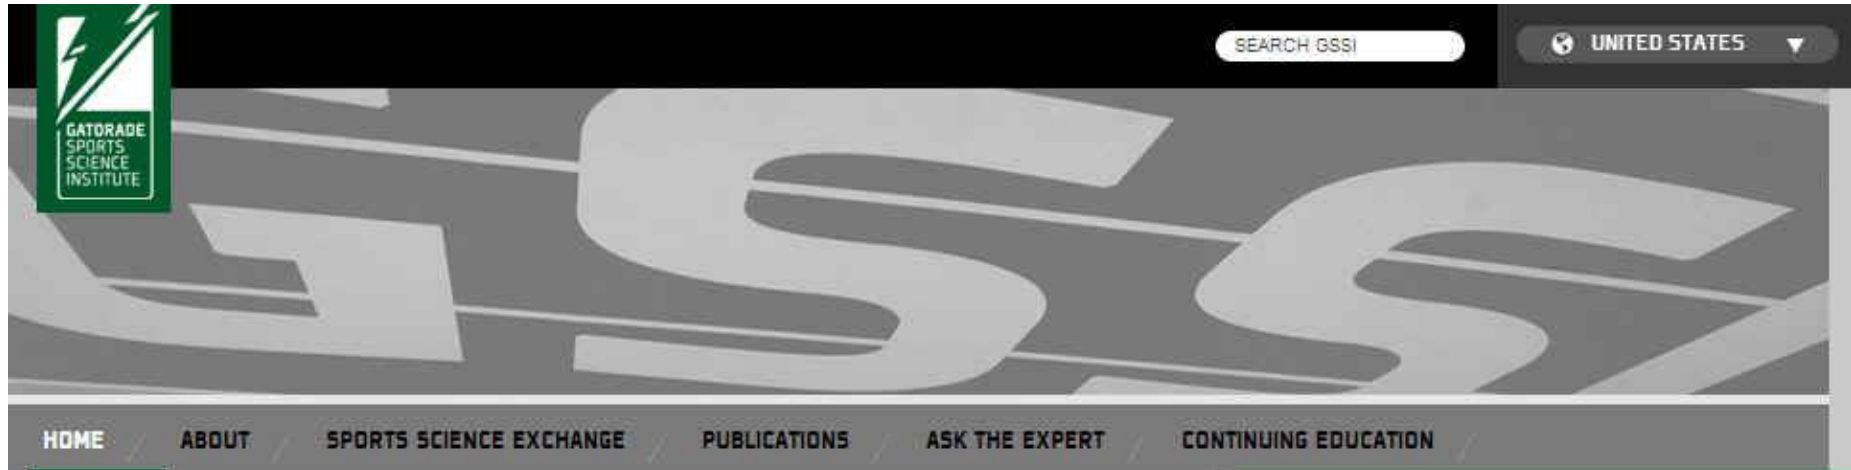 SEARCH GSSI
UNITED STATES
GATORADE
SPORTS
SCIENCE
INSTITUTE
GSS
HOME / ABOUT / SPORTS SCIENCE EXCHANGE / PUBLICATIONS / ASK THE EXPERT / CONTINUING EDUCATION /